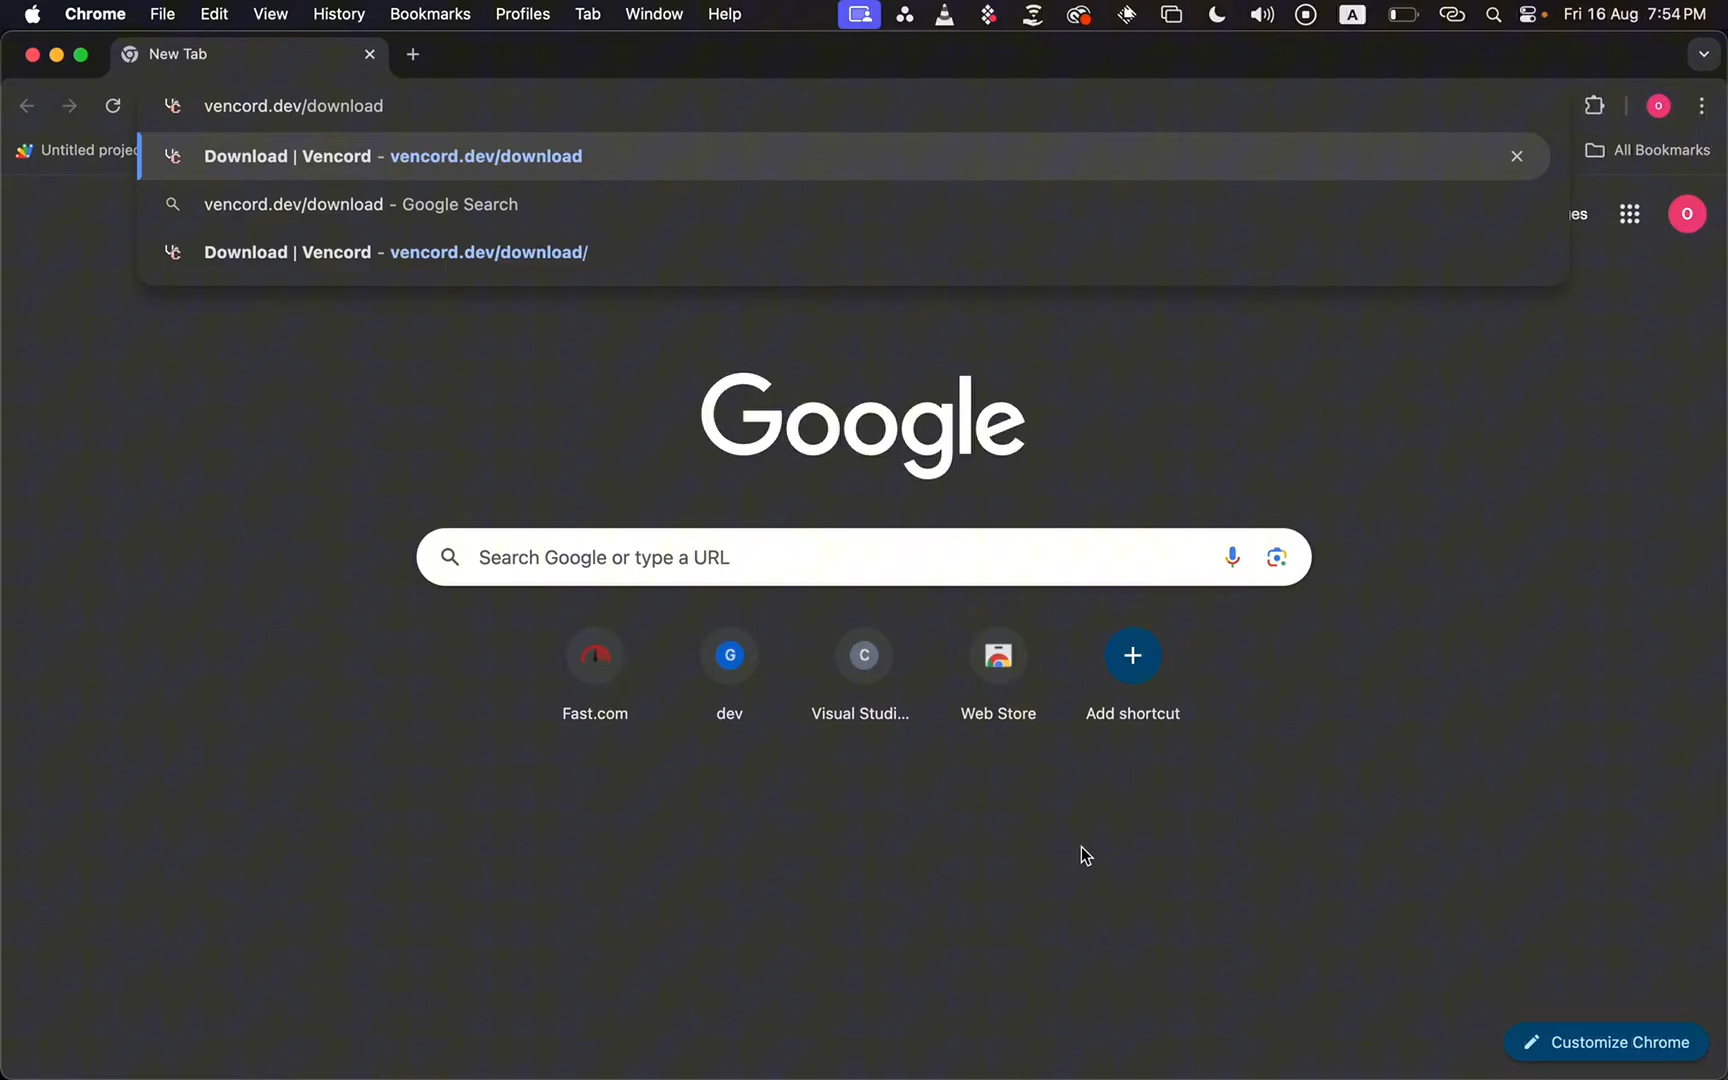 Chrome File Edit View History Bookmarks Profiles Tab Window Help A Fri 16 Aug 7:54 PM
New Tab
vencord.dev/download O
Untitled projec
Download | Vencord - vencord.dev/download
All Bookmarks
vencord.dev/download - Google Search
es O
Download | Vencord - vencord.dev/download/
Google
Search Google or type a URL
G C
Fast.com dev Visual Studi... Web Store Add shortcut
Customize Chrome